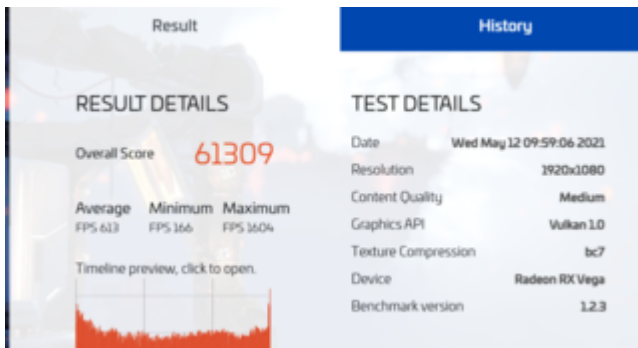 Result
History
RESULT DETAILS
Overall Score 61309
Average Minimum Maximum
FPS 613 FPS 166 FPS 1604
Timeline preview, click to open.
TEST DETAILS
Date Wed May 12 09:59:06 2021
Resolution 1920x1080
Content Quality Medium
Graphics API Vulkan 1.0
Texture Compression bc7
Device Radeon RX Vega
Benchmark version 1.2.3